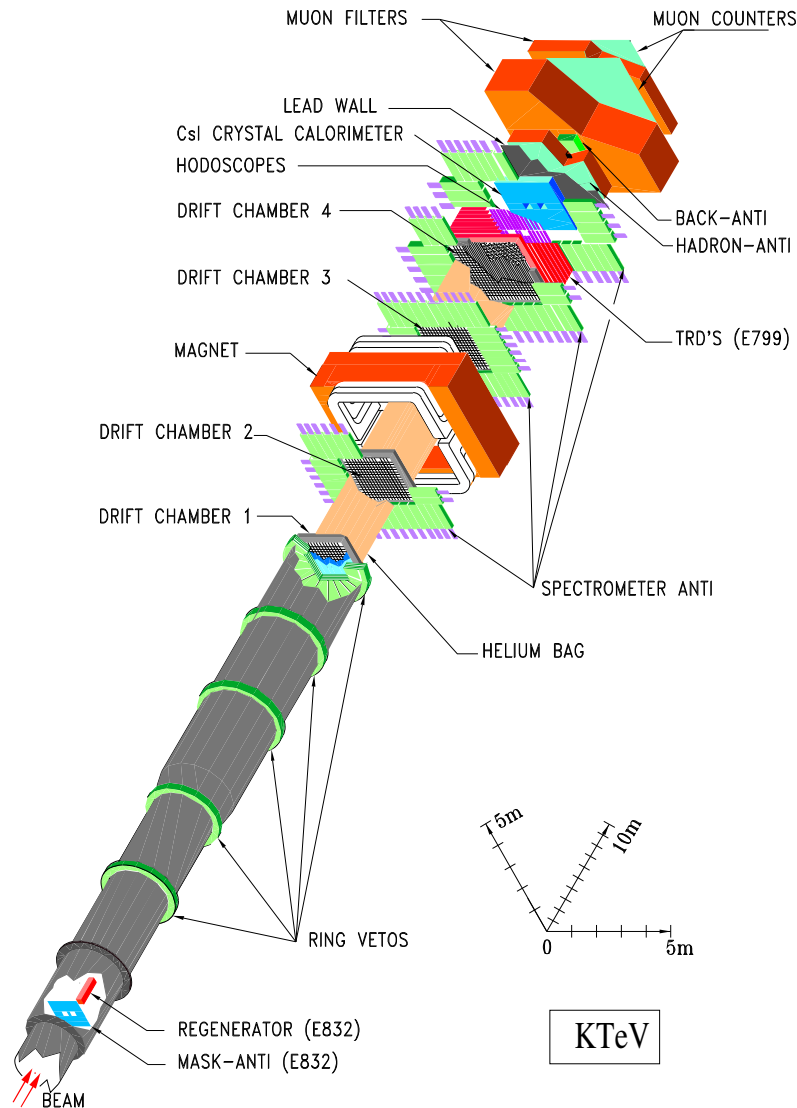 MUON FILTERS
MUON COUNTERS
LEAD WALL
CsI CRYSTAL CALORIMETER
HODOSCOPES
DRIFT CHAMBER 4
BACK-ANTI
HADRON-ANTI
DRIFT CHAMBER 3
TRD'S (E799)
MAGNET
DRIFT CHAMBER 2
DRIFT CHAMBER 1
SPECTROMETER ANTI
HELIUM BAG
5m
10m
0
5m
RING VETOS
REGENERATOR (E832)
MASK-ANTI (E832)
KTeV
BEAM